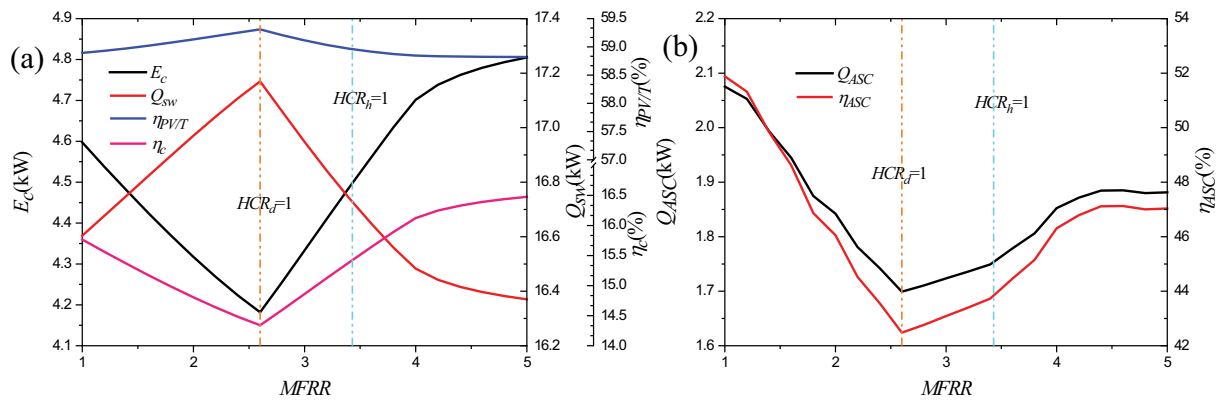 (a)
4.9
4.8
4.7
4.6
4.5
4.4
4.3
4.2
4.1
E_c(kW)
E_c
Q_sw
η_PV/T
η_c
HCR_h=1
HCR_d=1
1 2 3 4 5
MFRR
17.4
17.2
17.0
16.8
16.6
16.4
16.2
Q_sw(kW)
59.5
59.0
58.5
58.0
57.5
57.0
16.5
16.0
15.5
15.0
14.5
14.0
η_PV/T(%)
η_c(%)
(b)
2.2
2.1
2.0
1.9
1.8
1.7
1.6
Q_ASC(kW)
Q_ASC
η_ASC
HCR_h=1
HCR_d=1
1 2 3 4 5
MFRR
54
52
50
48
46
44
42
η_ASC(%)